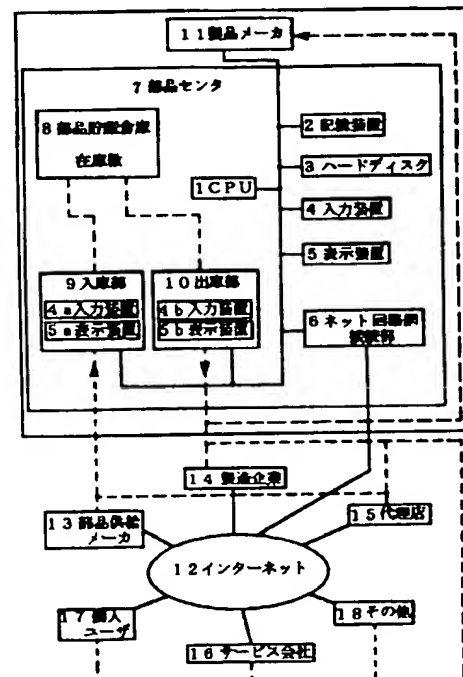 11製品メーカ
7部品センタ
8部品貯蔵倉庫
在庫数
2記憶装置
3ハードディスク
1CPU
4入力装置
5表示装置
9入庫部
4a入力装置
5a表示装置
10出庫部
4b入力装置
5b表示装置
6ネット回路網
接続部
14製造企業
13部品供給
メーカ
15代理店
12インターネット
17個人
ユーザ
18その他
16サービス会社